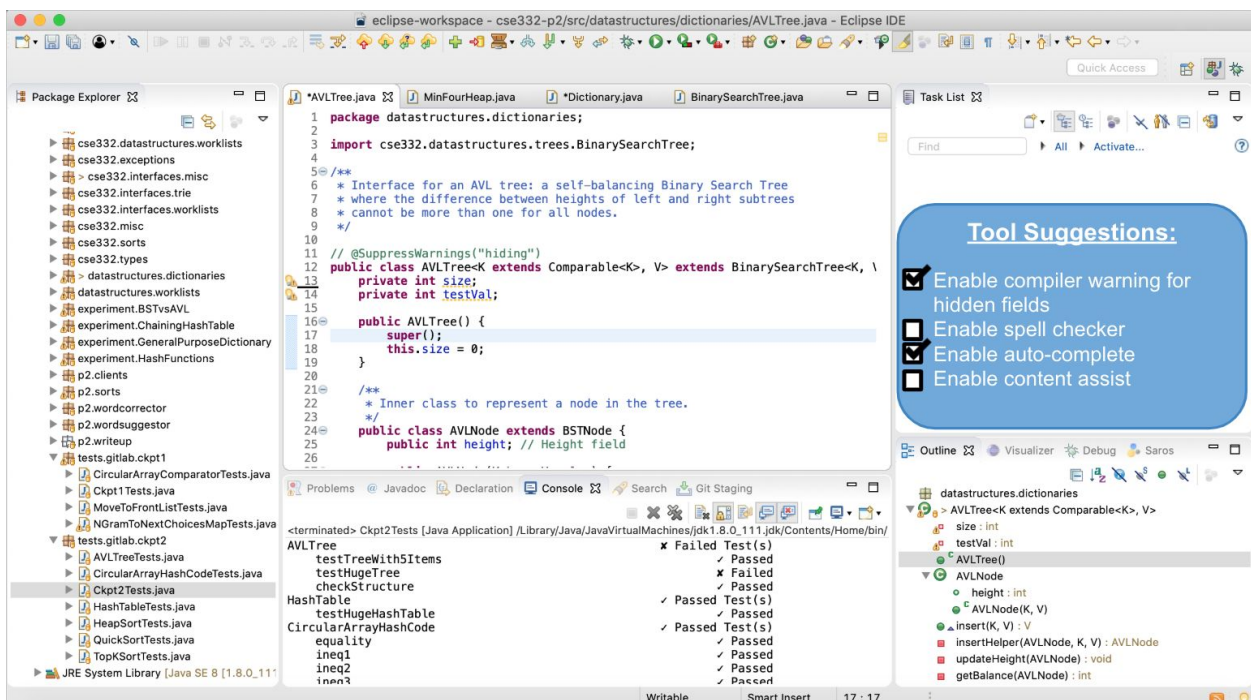 eclipse-workspace - cse332-p2/src/datastructures/dictionaries/AVLTree.java - Eclipse IDE
Quick Access
Package Explorer
cse332.datastructures.worklists
cse332.exceptions
> cse332.interfaces.misc
cse332.interfaces.trie
cse332.interfaces.worklists
cse332.misc
cse332.sorts
cse332.types
> datastructures.dictionaries
datastructures.worklists
experiment.BSTvsAVL
experiment.ChainingHashTable
experiment.GeneralPurposeDictionary
experiment.HashFunctions
p2.clients
p2.sorts
p2.wordcorrector
p2.wordsuggestor
p2.writeup
tests.gitlab.ckpt1
CircularArrayComparatorTests.java
Ckpt1Tests.java
MoveToFrontListTests.java
NGramToNextChoicesMapTests.java
tests.gitlab.ckpt2
AVLTreeTests.java
CircularArrayHashCodeTests.java
Ckpt2Tests.java
HashTableTests.java
HeapSortTests.java
QuickSortTests.java
TopKSortTests.java
JRE System Library [Java SE 8 [1.8.0_111
*AVLTree.java MinFourHeap.java *Dictionary.java BinarySearchTree.java
1 package datastructures.dictionaries;
2
3 import cse332.datastructures.trees.BinarySearchTree;
4
5 /**
6 * Interface for an AVL tree: a self-balancing Binary Search Tree
7 * where the difference between heights of left and right subtrees
8 * cannot be more than one for all nodes.
9 */
10
11 // @SuppressWarnings("hiding")
12 public class AVLTree<K extends Comparable<K>, V> extends BinarySearchTree<K, \
13 private int size;
14 private int testVal;
15
16 public AVLTree() {
17 super();
18 this.size = 0;
19 }
20
21 /**
22 * Inner class to represent a node in the tree.
23 */
24 public class AVLNode extends BSTNode {
25 public int height; // Height field
26
Problems @ Javadoc Declaration Console Search Git Staging
<terminated> Ckpt2Tests [Java Application] /Library/Java/JavaVirtualMachines/jdk1.8.0_111.jdk/Contents/Home/bin/
AVLTree ✘ Failed Test(s)
testTreeWith5Items ✓ Passed
testHugeTree ✘ Failed
checkStructure ✓ Passed
HashTable ✓ Passed Test(s)
testHugeHashTable ✓ Passed
CircularArrayHashCode ✓ Passed Test(s)
equality ✓ Passed
ineq1 ✓ Passed
ineq2 ✓ Passed
ineq3 ✓ Passed
Task List
Find All Activate...
Tool Suggestions:
Enable compiler warning for
hidden fields
Enable spell checker
Enable auto-complete
Enable content assist
Outline Visualizer Debug Saros
datastructures.dictionaries
> AVLTree<K extends Comparable<K>, V>
size : int
testVal : int
AVLTree()
AVLNode
height : int
AVLNode(K, V)
insert(K, V) : V
insertHelper(AVLNode, K, V) : AVLNode
updateHeight(AVLNode) : void
getBalance(AVLNode) : int
Writable Smart Insert 17 : 17